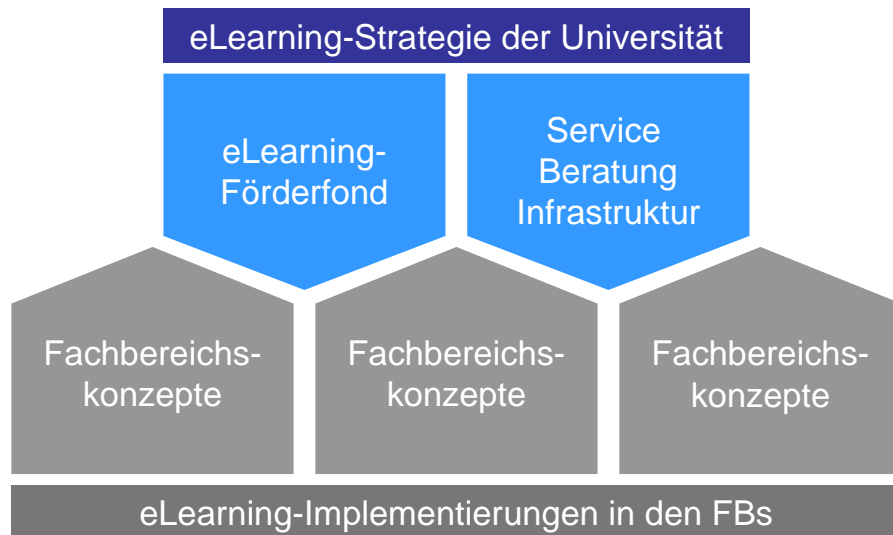 eLearning-Strategie der Universität
eLearning-
Förderfond
Service
Beratung
Infrastruktur
Fachbereichs-
konzepte
Fachbereichs-
konzepte
Fachbereichs-
konzepte
eLearning-Implementierungen in den FBs